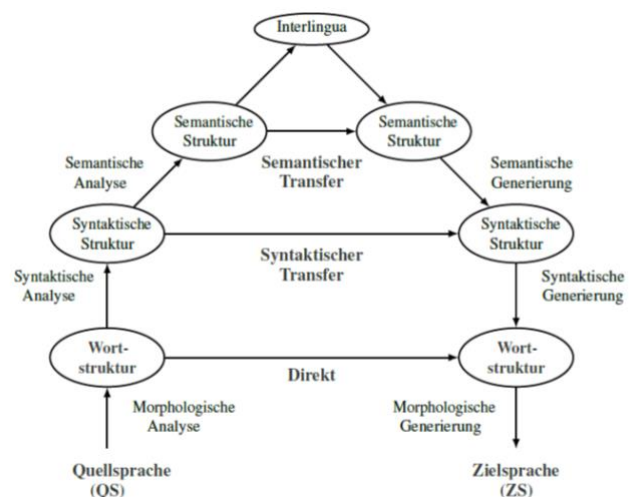 Interlingua
Semantische
Struktur
Semantische
Struktur
Semantische
Analyse
Semantischer
Transfer
Semantische
Generierung
Syntaktische
Struktur
Syntaktische
Struktur
Syntaktischer
Transfer
Syntaktische
Analyse
Syntaktische
Generierung
Wort-
struktur
Wort-
struktur
Direkt
Morphologische
Analyse
Morphologische
Generierung
Quellsprache
(QS)
Zielsprache
(ZS)